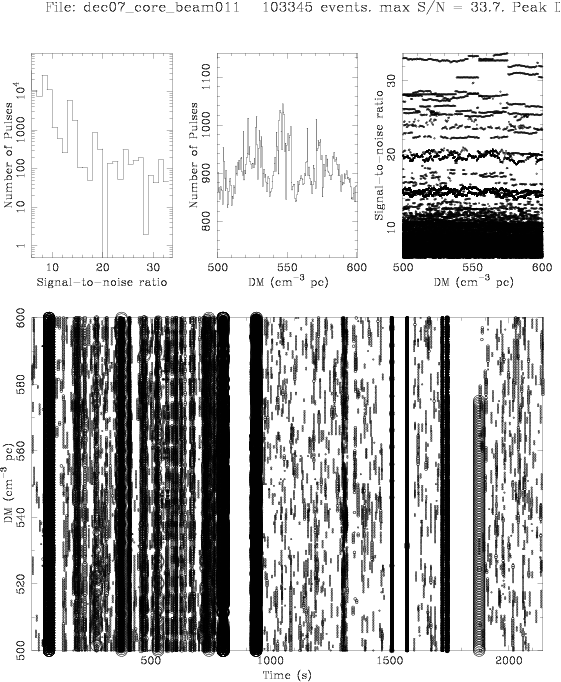 File: dec07_core_beam011 103345 events. max S/N = 33.7. Peak D
Number of Pulses
1
10
100
1000
10⁴
10 20 30
Signal-to-noise ratio
Number of Pulses
800 900 1000 1100
500 550 600
DM (cm⁻³ pc)
Signal-to-noise ratio
10 20 30
500 550 600
DM (cm⁻³ pc)
DM (cm⁻³ pc)
500 520 540 560 580 600
500 1000 1500 2000
Time (s)